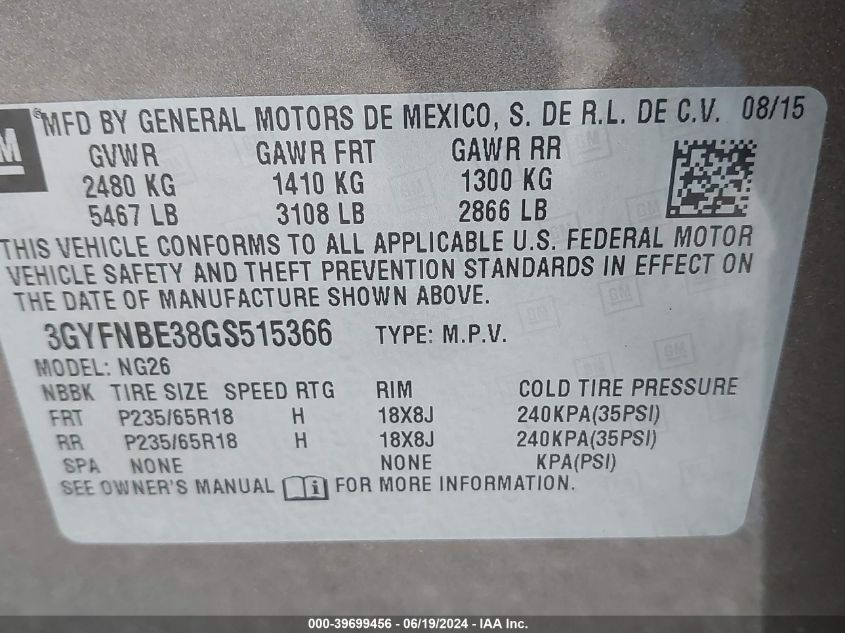 ®MFD BY GENERAL MOTORS DE MEXICO, S. DE R.L. DE C.V. 08/15
GVWR GAWR FRT GAWR RR
2480 KG 1410 KG 1300 KG
5467 LB 3108 LB 2866 LB
THIS VEHICLE CONFORMS TO ALL APPLICABLE U.S. FEDERAL MOTOR
VEHICLE SAFETY AND THEFT PREVENTION STANDARDS IN EFFECT ON
THE DATE OF MANUFACTURE SHOWN ABOVE.
3GYFNBE38GS515366 TYPE: M.P.V.
MODEL: NG26
NBBK TIRE SIZE SPEED RTG RIM COLD TIRE PRESSURE
FRT P235/65R18 H 18X8J 240KPA(35PSI)
RR P235/65R18 H 18X8J 240KPA(35PSI)
SPA NONE NONE KPA(PSI)
SEE OWNER'S MANUAL i FOR MORE INFORMATION.
000-39699456 - 06/19/2024 - IAA Inc.